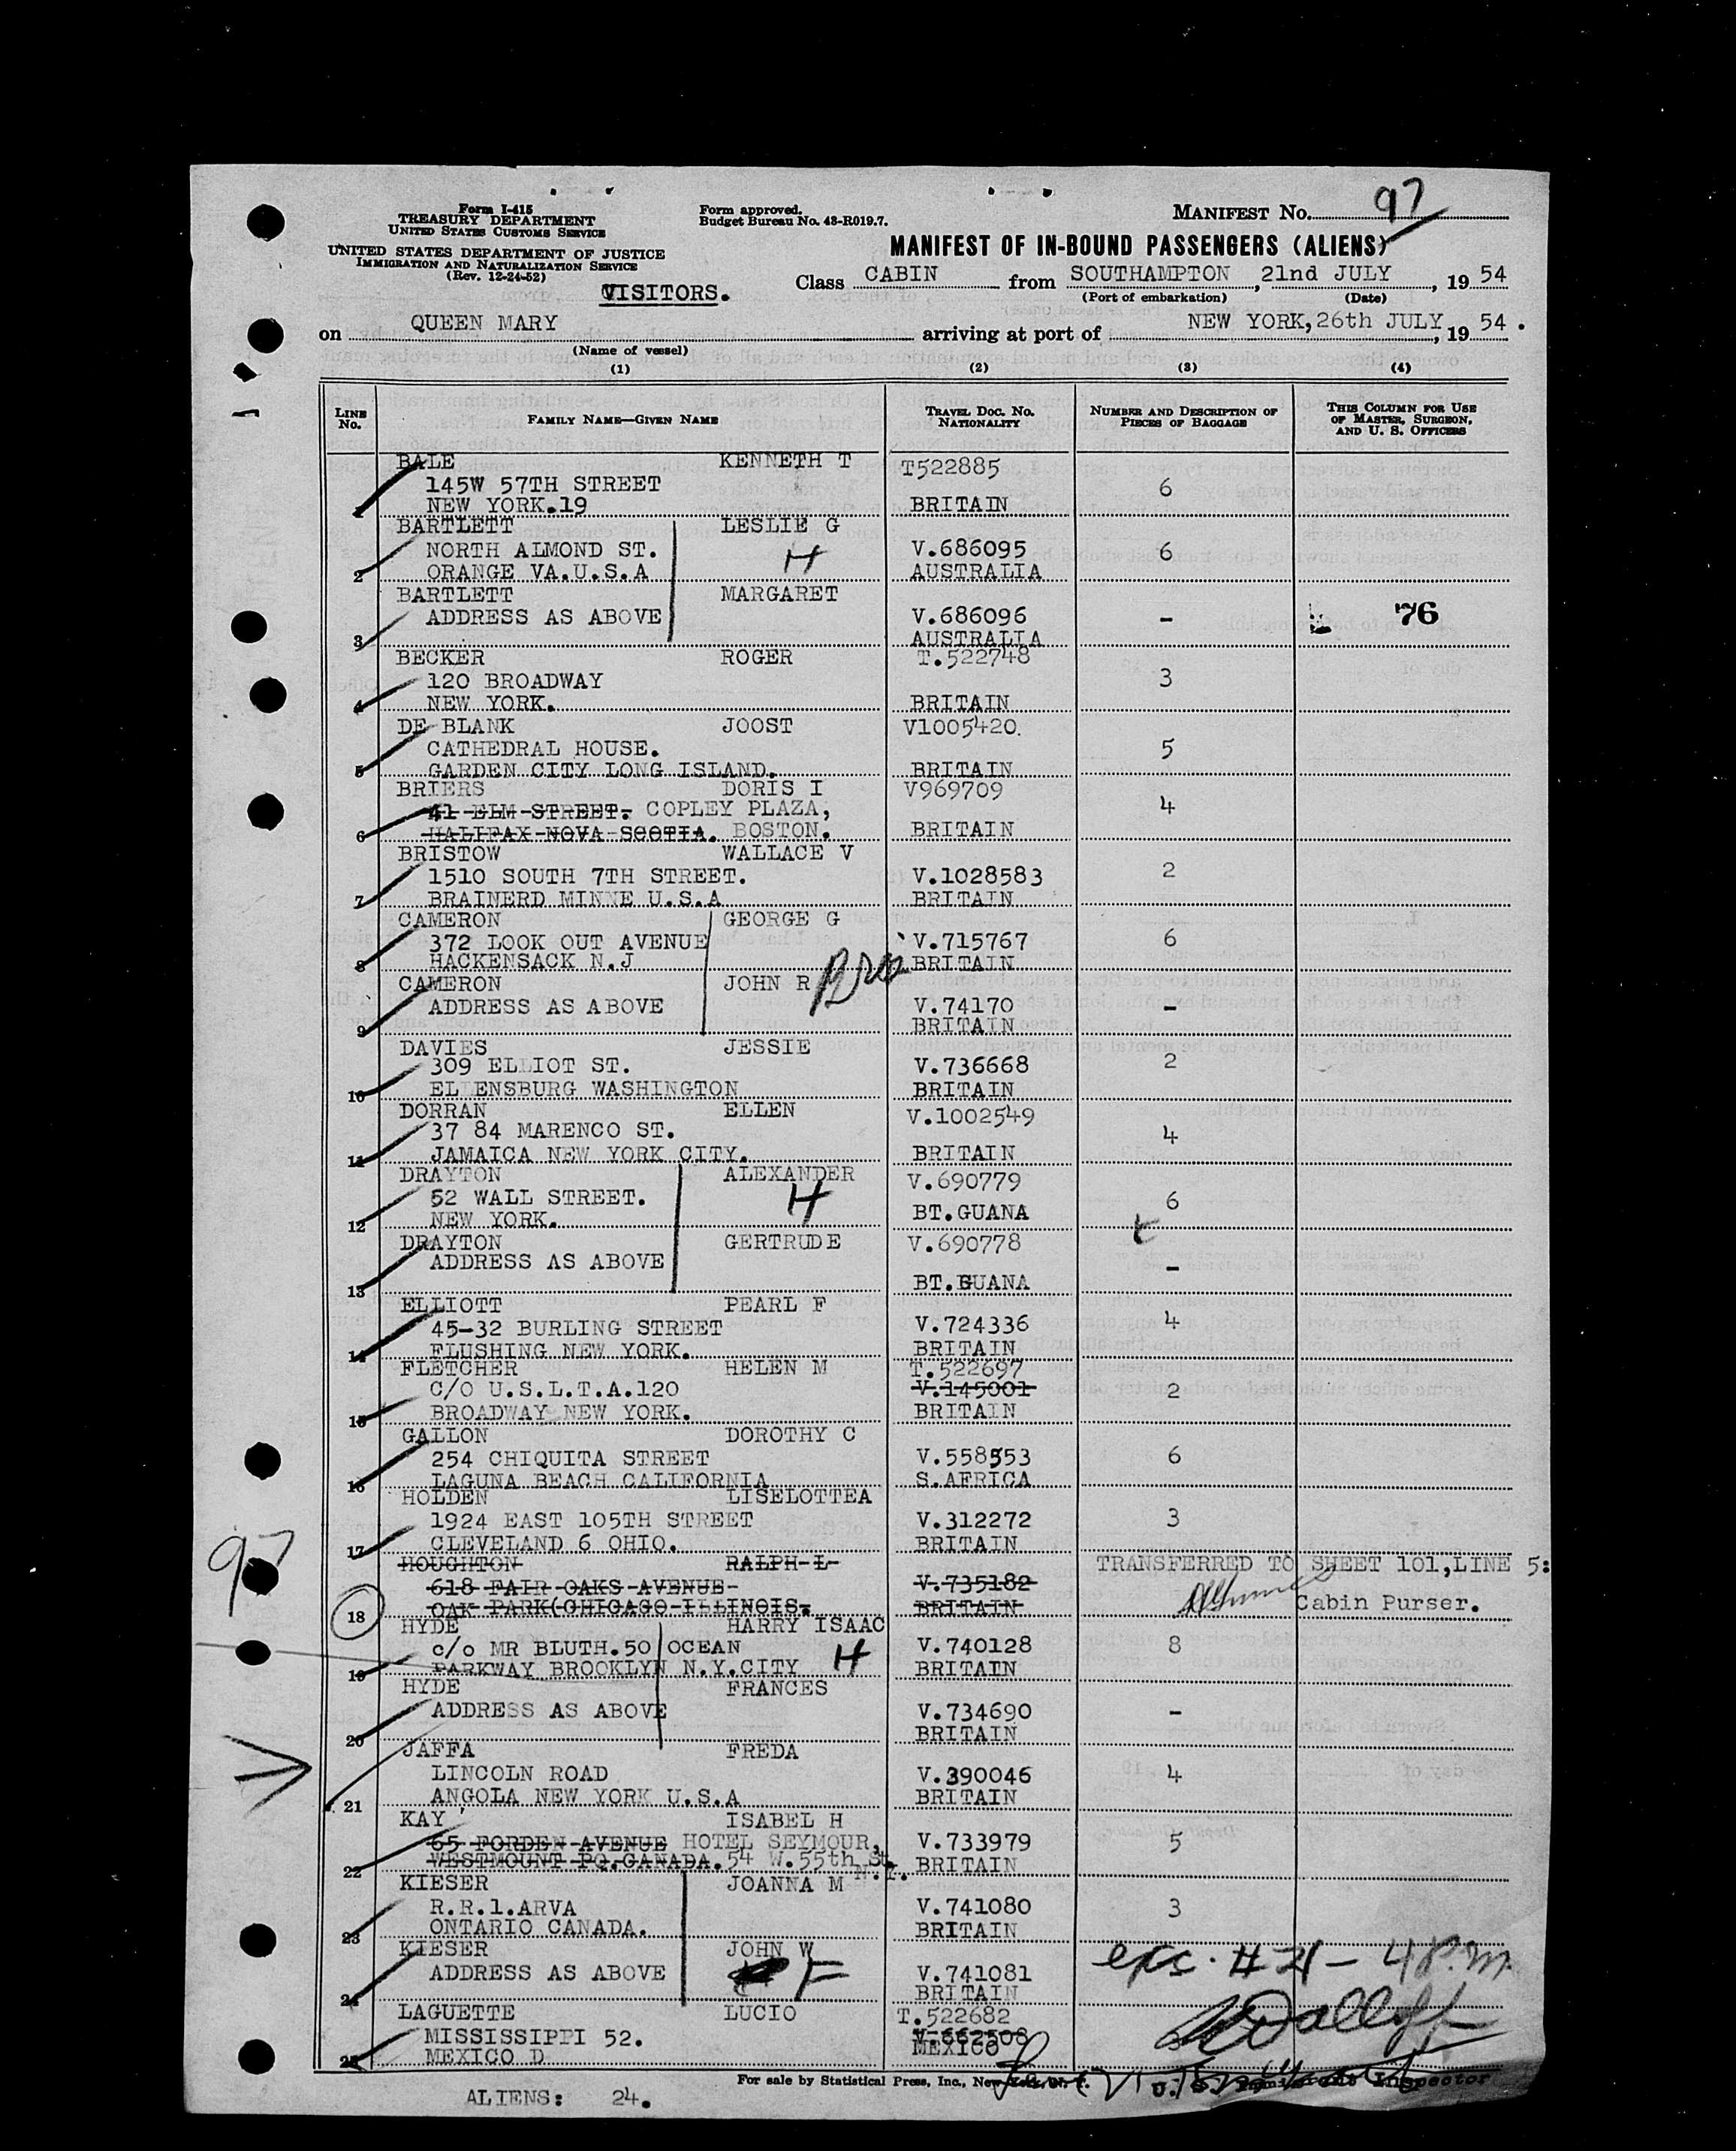 97
Form I-415
TREASURY DEPARTMENT
UNITED STATES CUSTOMS SERVICE
UNITED STATES DEPARTMENT OF JUSTICE
IMMIGRATION AND NATURALIZATION SERVICE
(Rev. 12-24-52)
Form approved.
Budget Bureau No. 43-R019.7.
MANIFEST No.
MANIFEST OF IN-BOUND PASSENGERS (ALIENS)
VISITORS.
Class CABIN from SOUTHAMPTON, 21nd JULY, 19 54
(Port of embarkation) (Date)
on QUEEN MARY arriving at port of NEW YORK, 26th JULY, 19 54.
(Name of vessel)
(1) (2) (3) (4)
LINE No. FAMILY NAME—GIVEN NAME TRAVEL DOC. No. NATIONALITY NUMBER AND DESCRIPTION OF PIECES OF BAGGAGE THIS COLUMN FOR USE OF MASTER, SURGEON, AND U. S. OFFICERS
BALE KENNETH T T522885
145W 57TH STREET 6
1 NEW YORK.19 BRITAIN
BARTLETT LESLIE G
NORTH ALMOND ST. H V.686095 6
2 ORANGE VA.U.S.A AUSTRALIA
BARTLETT MARGARET
ADDRESS AS ABOVE V.686096 - 76
3 AUSTRALIA
BECKER ROGER T.522748
120 BROADWAY 3
4 NEW YORK. BRITAIN
DE BLANK JOOST V1005420.
CATHEDRAL HOUSE. 5
5 GARDEN CITY LONG ISLAND. BRITAIN
BRIERS DORIS I V969709
41 ELM STREET. COPLEY PLAZA, 4
6 HALIFAX NOVA SCOTIA. BOSTON. BRITAIN
BRISTOW WALLACE V
1510 SOUTH 7TH STREET. V.1028583 2
7 BRAINERD MINNE U.S.A BRITAIN
CAMERON GEORGE G
372 LOOK OUT AVENUE V.715767 6
8 HACKENSACK N.J BRITAIN
CAMERON JOHN R Bro
ADDRESS AS ABOVE V.74170 -
9 BRITAIN
DAVIES JESSIE
309 ELLIOT ST. V.736668 2
10 ELLENSBURG WASHINGTON BRITAIN
DORRAN ELLEN V.1002549
37 84 MARENCO ST. 4
11 JAMAICA NEW YORK CITY. BRITAIN
DRAYTON ALEXANDER V.690779
52 WALL STREET. H 6
12 NEW YORK. BT.GUANA
DRAYTON GERTRUDE V.690778
ADDRESS AS ABOVE -
13 BT.GUANA
ELLIOTT PEARL F
45-32 BURLING STREET V.724336 4
14 FLUSHING NEW YORK. BRITAIN
FLETCHER HELEN M T.522697
C/O U.S.L.T.A.120 V.145001 2
15 BROADWAY NEW YORK. BRITAIN
GALLON DOROTHY C
254 CHIQUITA STREET V.558553 6
16 LAGUNA BEACH CALIFORNIA S.AFRICA
HOLDEN LISELOTTEA
1924 EAST 105TH STREET V.312272 3
17 CLEVELAND 6 OHIO. BRITAIN
97
HOUGHTON RALPH L TRANSFERRED TO SHEET 101,LINE 5:
618 FAIR OAKS AVENUE V.735182
18 OAK PARK(CHICAGO ILLINOIS. BRITAIN Cabin Purser.
HYDE HARRY ISAAC
c/o MR BLUTH.50 OCEAN H V.740128 8
19 PARKWAY BROOKLYN N.Y.CITY BRITAIN
HYDE FRANCES
ADDRESS AS ABOVE V.734690 -
20 BRITAIN
JAFFA FREDA
LINCOLN ROAD V.390046 4
21 ANGOLA NEW YORK U.S.A BRITAIN
KAY ISABEL H
65 FORDEN AVENUE HOTEL SEYMOUR, V.733979 5
22 WESTMOUNT PQ.CANADA. 54 W.55th St, N.Y. BRITAIN
KIESER JOANNA M
R.R.1.ARVA V.741080 3
23 ONTARIO CANADA. BRITAIN
KIESER JOHN W
ADDRESS AS ABOVE F V.741081
24 BRITAIN
LAGUETTE LUCIO T.522682
MISSISSIPPI 52. V.662508
25 MEXICO D MEXICO
For sale by Statistical Press, Inc., New York, N. Y.
Immigrant Inspector
ALIENS: 24.